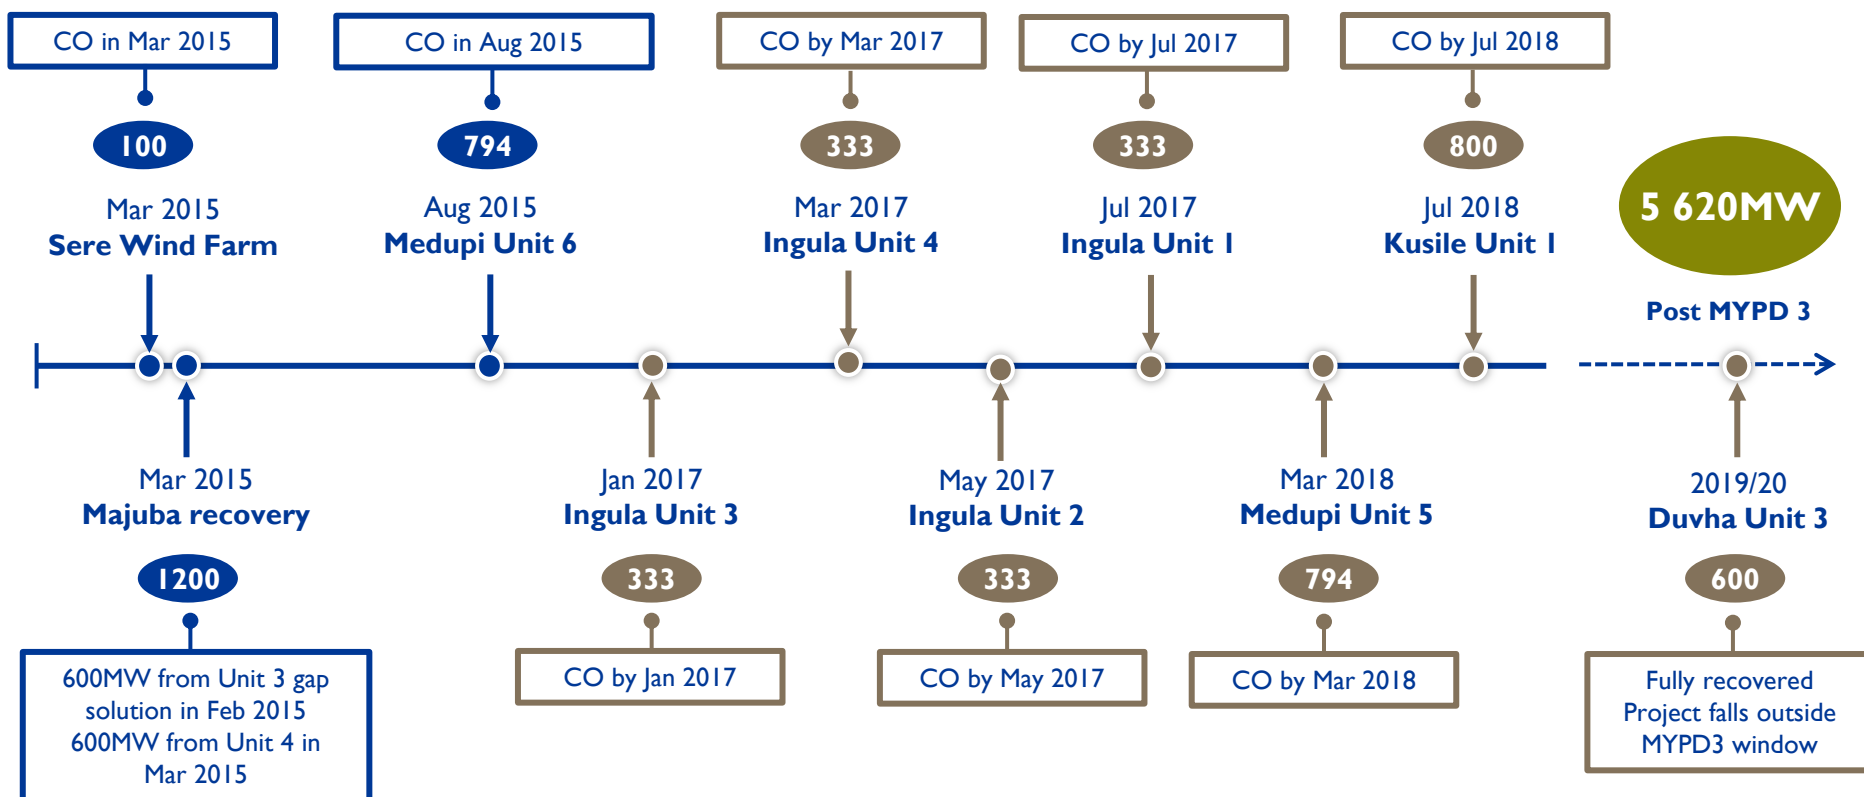 CO in Mar 2015
CO in Aug 2015
CO by Mar 2017
CO by Jul 2017
CO by Jul 2018
100
794
333
333
800
Mar 2015
Sere Wind Farm
Aug 2015
Medupi Unit 6
Mar 2017
Ingula Unit 4
Jul 2017
Ingula Unit 1
Jul 2018
Kusile Unit 1
5 620MW
Post MYPD 3
Mar 2015
Majuba recovery
Jan 2017
Ingula Unit 3
May 2017
Ingula Unit 2
Mar 2018
Medupi Unit 5
2019/20
Duvha Unit 3
1200
333
333
794
600
600MW from Unit 3 gap
solution in Feb 2015
600MW from Unit 4 in
Mar 2015
CO by Jan 2017
CO by May 2017
CO by Mar 2018
Fully recovered
Project falls outside
MYPD3 window